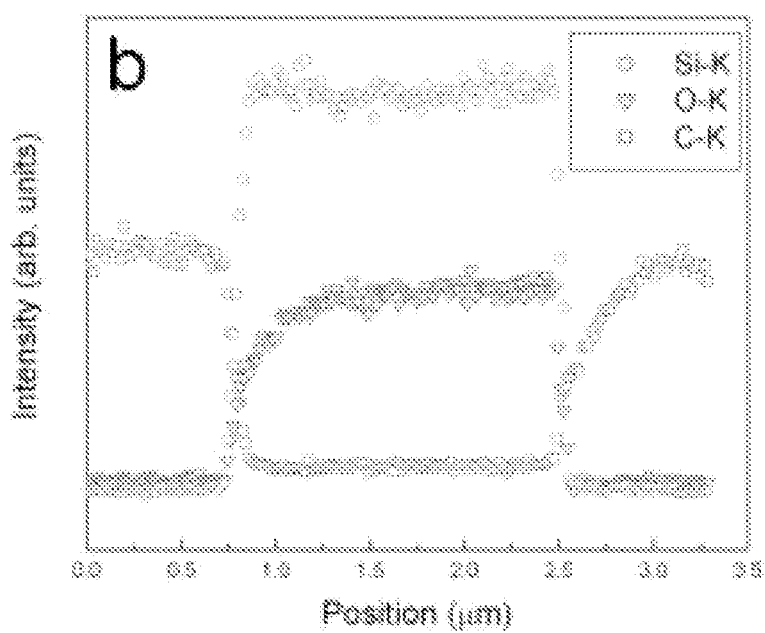 b
Si-K
O-K
C-K
Intensity (arb. units)
0.0 0.5 1.0 1.5 2.0 2.5 3.0 3.5
Position (μm)